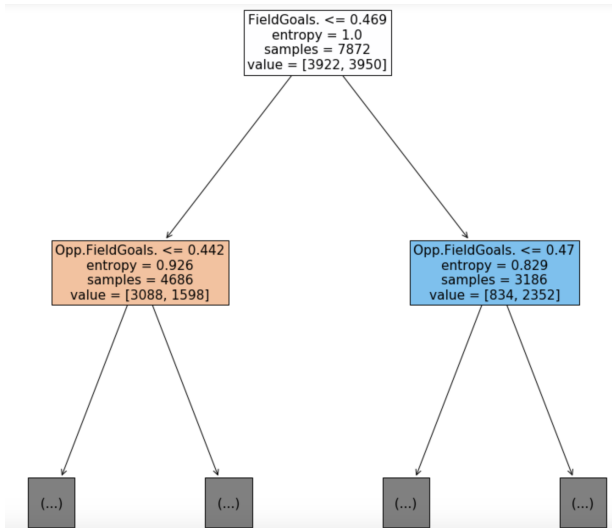 FieldGoals. <= 0.469
entropy = 1.0
samples = 7872
value = [3922, 3950]
Opp.FieldGoals. <= 0.442
entropy = 0.926
samples = 4686
value = [3088, 1598]
Opp.FieldGoals. <= 0.47
entropy = 0.829
samples = 3186
value = [834, 2352]
(...)
(...)
(...)
(...)